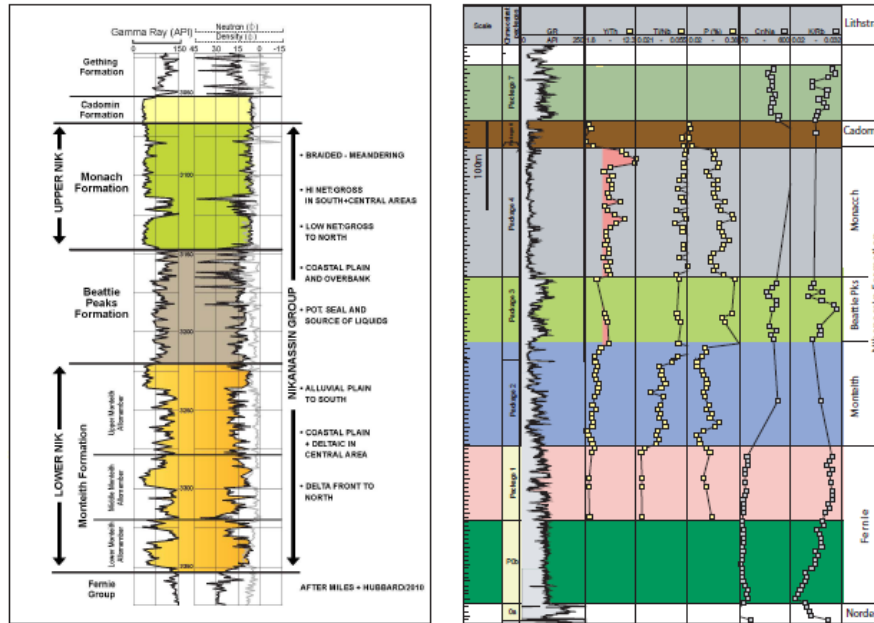 Neutron (ϕ)
Density (ϕ)
Gamma Ray (API)
0 150 45 30 15 0 -15
Gething Formation
Cadomin Formation
UPPER NIK
Monach Formation
Beattie Peaks Formation
LOWER NIK
Monteith Formation
Upper Monteith Allomember
Middle Monteith Allomember
Lower Monteith Allomember
Fernie Group
NIKANASSIN GROUP
• BRAIDED - MEANDERING
• HI NET:GROSS
IN SOUTH+CENTRAL AREAS
• LOW NET:GROSS
TO NORTH
• COASTAL PLAIN
AND OVERBANK
• POT. SEAL AND
SOURCE OF LIQUIDS
• ALLUVIAL PLAIN
TO SOUTH
• COASTAL PLAIN
+ DELTAIC IN
CENTRAL AREA
• DELTA FRONT TO
NORTH
AFTER MILES + HUBBARD/2010
Scale
GR
API
0 250
Y/Th
Ti/Nb
P (%)
Cr/Na
K/Rb
Lithstr
100m
Package 7
Package 4
Package 3
Package 2
Package 1
P0b
0a
Cadom
Monacch
Beattie Pks
Monteith
Fernie
Norde